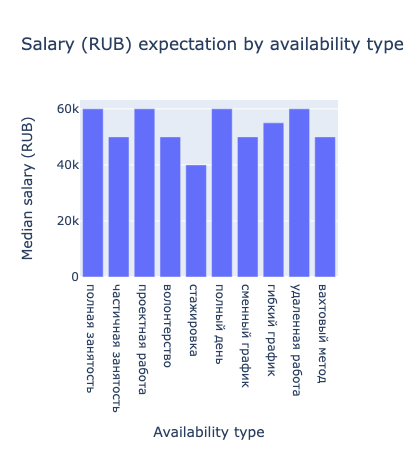 Salary (RUB) expectation by availability type
Median salary (RUB)
60k
40k
20k
0
полная занятость
частичная занятость
проектная работа
волонтерство
стажировка
полный день
сменный график
гибкий график
удаленная работа
вахтовый метод
Availability type